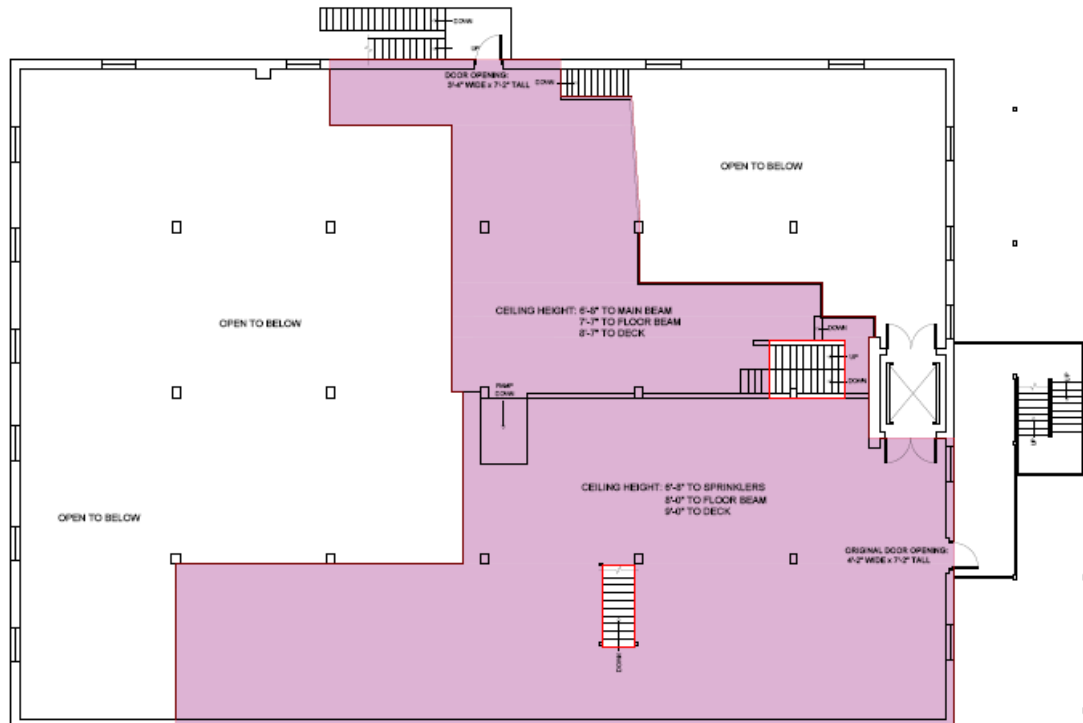 DOWN
UP
DOOR OPENING:
3'-4" WIDE x 7'-2" TALL
DOWN
OPEN TO BELOW
OPEN TO BELOW
CEILING HEIGHT: 6'-8" TO MAIN BEAM
7'-7" TO FLOOR BEAM
8'-7" TO DECK
DOWN
UP
DOWN
RAMP
DOWN
UP
UP
CEILING HEIGHT: 6'-8" TO SPRINKLERS
8'-0" TO FLOOR BEAM
9'-0" TO DECK
OPEN TO BELOW
ORIGINAL DOOR OPENING:
4'-2" WIDE x 7'-2" TALL
DOWN